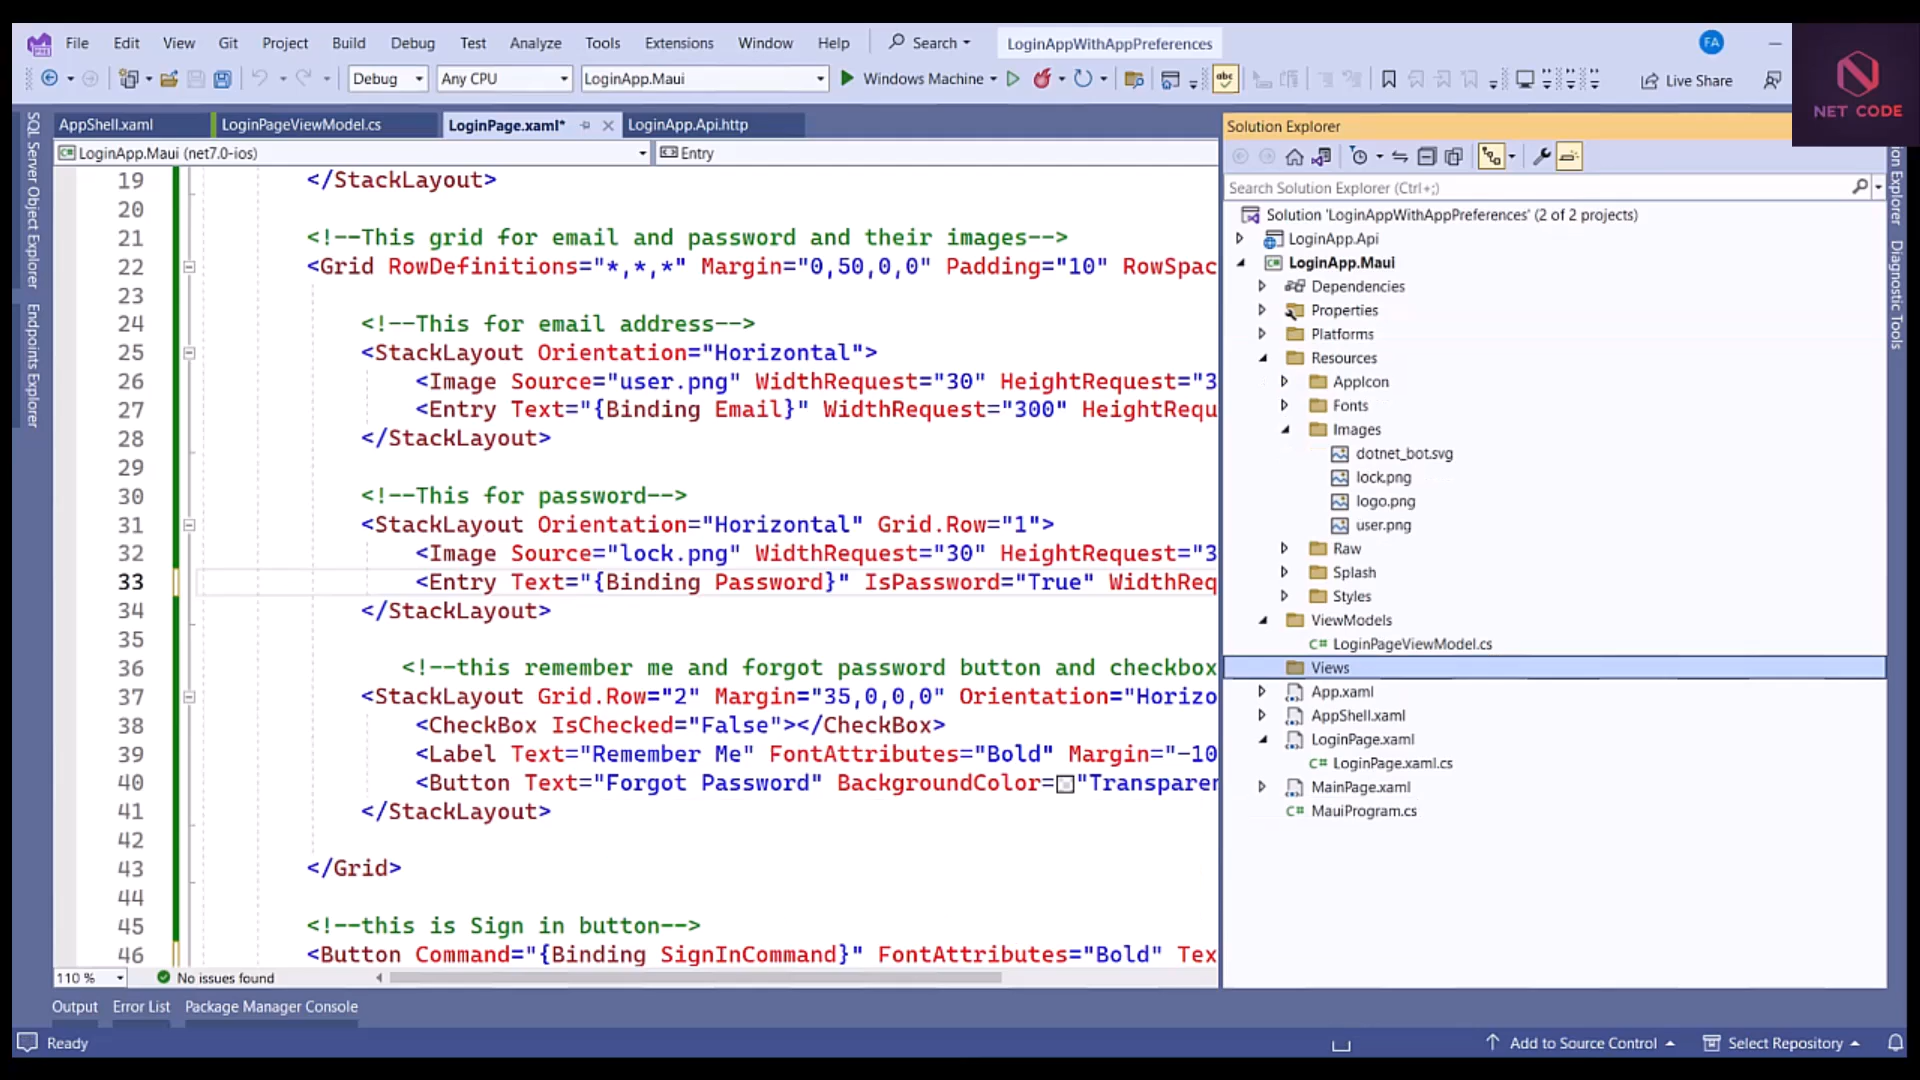 File Edit View Git Project Build Debug Test Analyze Tools Extensions Window Help Search LoginAppWithAppPreferences FA
Debug Any CPU LoginApp.Maui Windows Machine abc Live Share
NET CODE
AppShell.xaml LoginPageViewModel.cs LoginPage.xaml* LoginApp.Api.http
LoginApp.Maui (net7.0-ios) Entry
SQL Server Object Explorer
Endpoints Explorer
19 </StackLayout>
20
21 <!--This grid for email and password and their images-->
22 <Grid RowDefinitions="*,*,*" Margin="0,50,0,0" Padding="10" RowSpac
23
24 <!--This for email address-->
25 <StackLayout Orientation="Horizontal">
26 <Image Source="user.png" WidthRequest="30" HeightRequest="3
27 <Entry Text="{Binding Email}" WidthRequest="300" HeightRequ
28 </StackLayout>
29
30 <!--This for password-->
31 <StackLayout Orientation="Horizontal" Grid.Row="1">
32 <Image Source="lock.png" WidthRequest="30" HeightRequest="3
33 <Entry Text="{Binding Password}" IsPassword="True" WidthReq
34 </StackLayout>
35
36 <!--this remember me and forgot password button and checkbox
37 <StackLayout Grid.Row="2" Margin="35,0,0,0" Orientation="Horizo
38 <CheckBox IsChecked="False"></CheckBox>
39 <Label Text="Remember Me" FontAttributes="Bold" Margin="-10
40 <Button Text="Forgot Password" BackgroundColor="Transparen
41 </StackLayout>
42
43 </Grid>
44
45 <!--this is Sign in button-->
46 <Button Command="{Binding SignInCommand}" FontAttributes="Bold" Tex
110 % No issues found
Solution Explorer
Search Solution Explorer (Ctrl+;)
Solution 'LoginAppWithAppPreferences' (2 of 2 projects)
LoginApp.Api
LoginApp.Maui
Dependencies
Properties
Platforms
Resources
AppIcon
Fonts
Images
dotnet_bot.svg
lock.png
logo.png
user.png
Raw
Splash
Styles
ViewModels
C# LoginPageViewModel.cs
Views
App.xaml
AppShell.xaml
LoginPage.xaml
C# LoginPage.xaml.cs
MainPage.xaml
C# MauiProgram.cs
on Explorer
Diagnostic Tools
Output Error List Package Manager Console
Ready Add to Source Control Select Repository